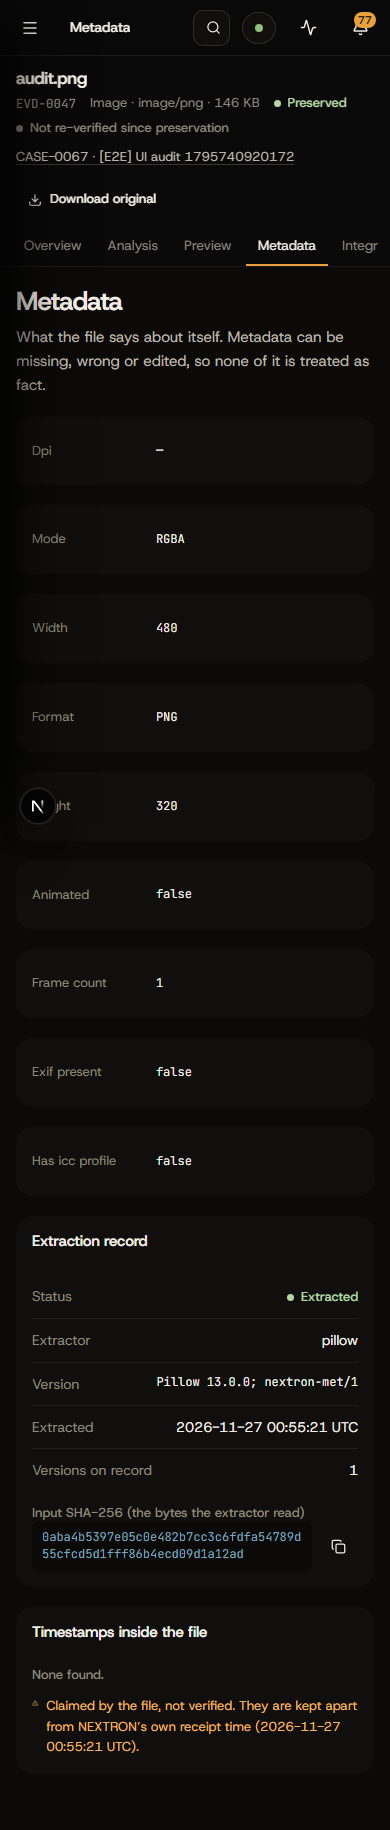 Metadata
77
audit.png
EVD-0047 Image · image/png · 146 KB Preserved
Not re-verified since preservation
CASE-0067 · [E2E] UI audit 1795740920172
Download original
Overview Analysis Preview Metadata Integr
Metadata
What the file says about itself. Metadata can be
missing, wrong or edited, so none of it is treated as
fact.
Dpi —
Mode RGBA
Width 480
Format PNG
N ght 320
Animated false
Frame count 1
Exif present false
Has icc profile false
Extraction record
Status Extracted
Extractor pillow
Version Pillow 13.0.0; nextron-met/1
Extracted 2026-11-27 00:55:21 UTC
Versions on record 1
Input SHA-256 (the bytes the extractor read)
0aba4b5397e05c0e482b7cc3c6fdfa54789d
55cfcd5d1fff86b4ecd09d1a12ad
Timestamps inside the file
None found.
Claimed by the file, not verified. They are kept apart
from NEXTRON's own receipt time (2026-11-27
00:55:21 UTC).